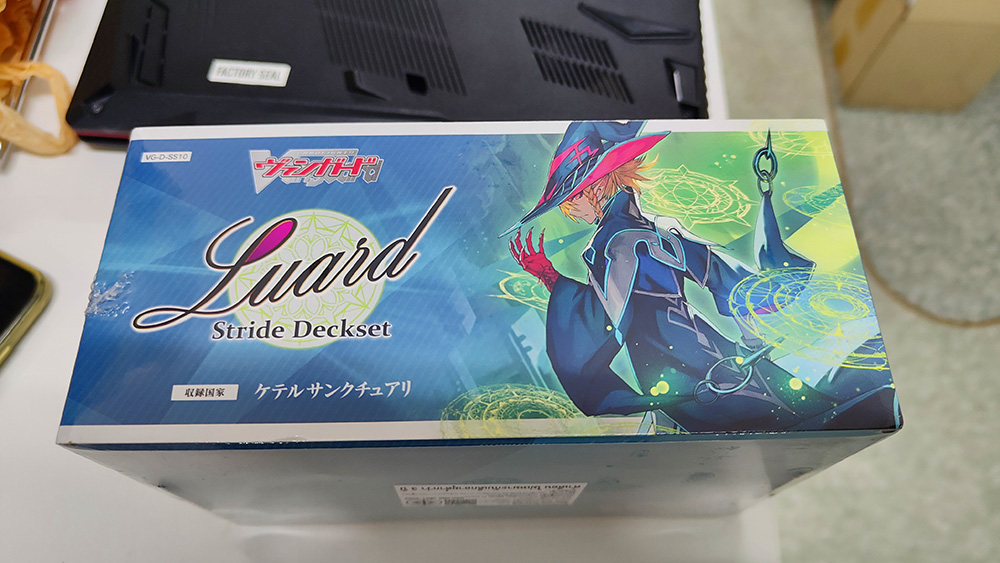 FACTORY SEAL
VG-D-SS10
ヴァンガード
Luard
Stride Deckset
収録国家 ケテルサンクチュアリ